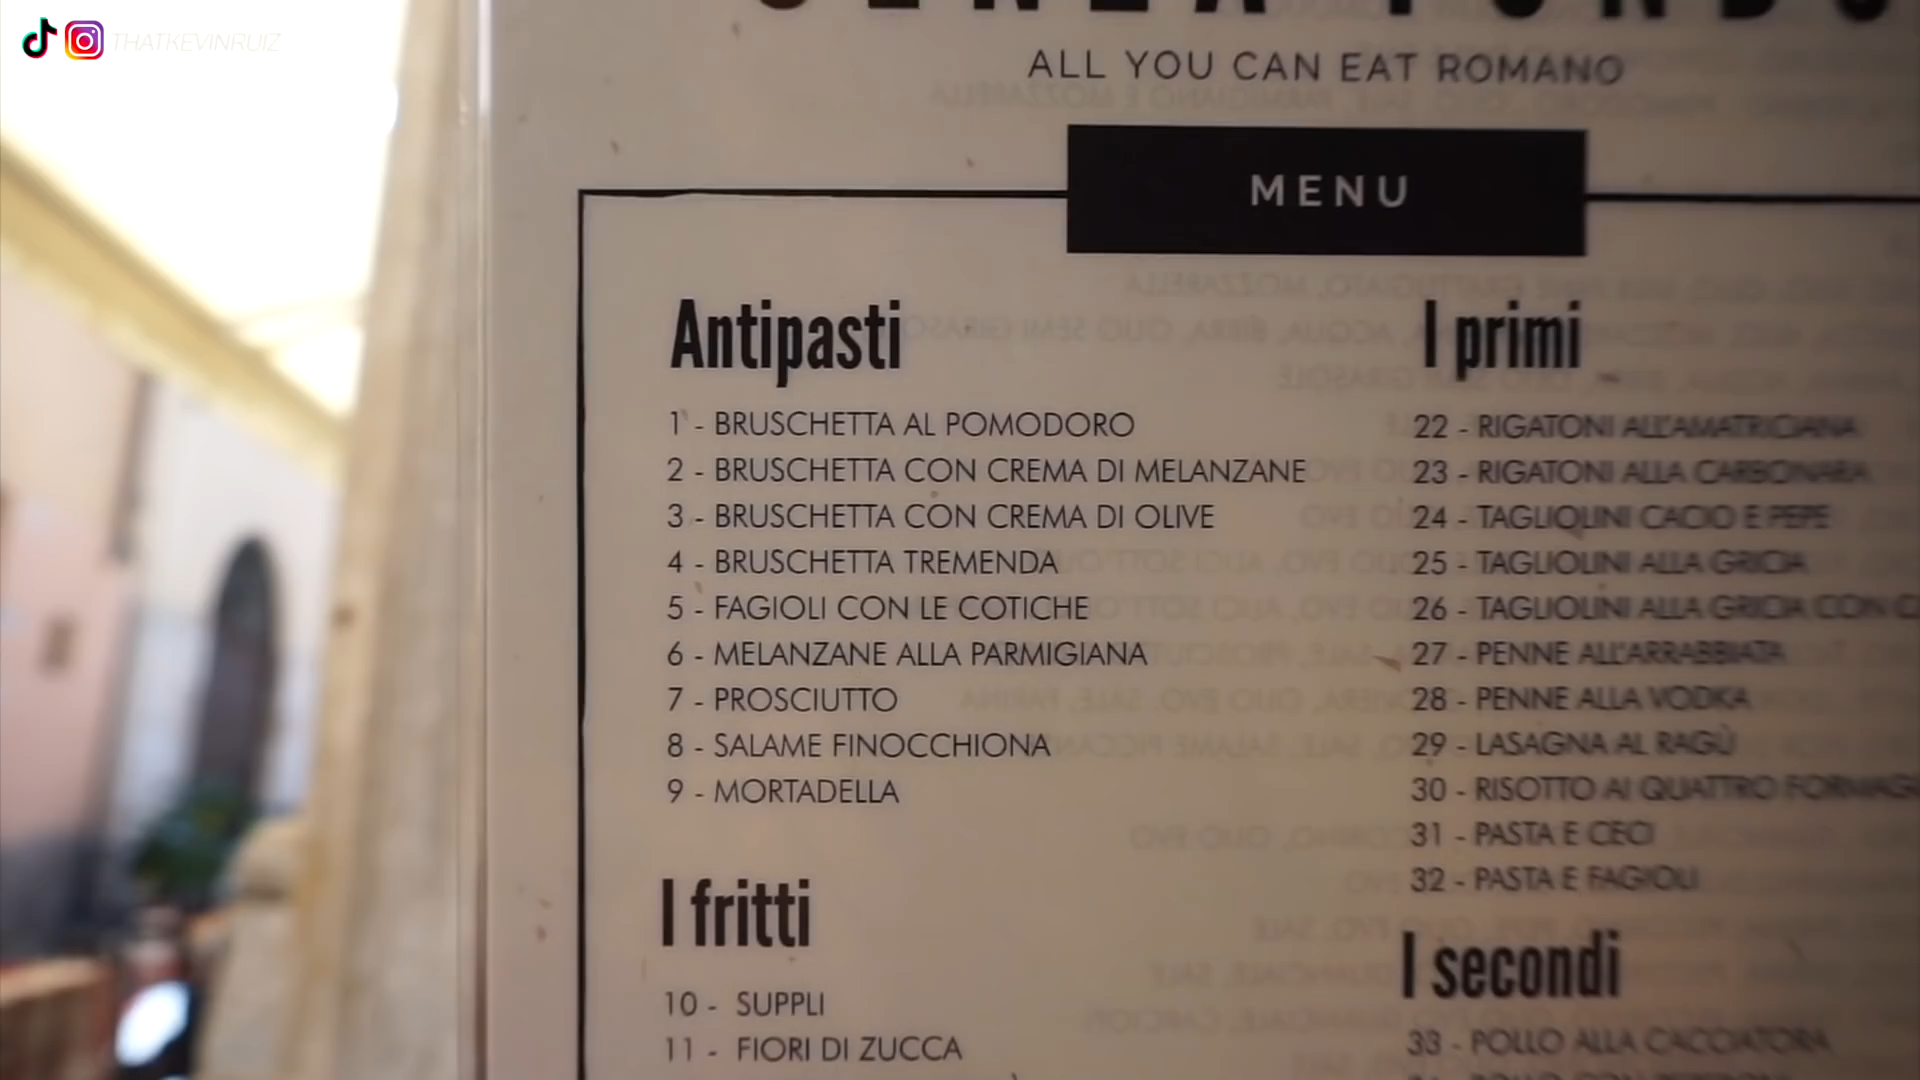 THATKEVINRUIZ
ALL YOU CAN EAT ROMANO
MENU
Antipasti
1 - BRUSCHETTA AL POMODORO
2 - BRUSCHETTA CON CREMA DI MELANZANE
3 - BRUSCHETTA CON CREMA DI OLIVE
4 - BRUSCHETTA TREMENDA
5 - FAGIOLI CON LE COTICHE
6 - MELANZANE ALLA PARMIGIANA
7 - PROSCIUTTO
8 - SALAME FINOCCHIONA
9 - MORTADELLA
I fritti
10 - SUPPLI
11 - FIORI DI ZUCCA
I primi
22 - RIGATONI ALL'AMATRICIANA
23 - RIGATONI ALLA CARBONARA
24 - TAGLIOLINI CACIO E PEPE
25 - TAGLIOLINI ALLA GRICIA
26 - TAGLIOLINI ALLA GRICIA CON
27 - PENNE ALL'ARRABBIATA
28 - PENNE ALLA VODKA
29 - LASAGNA AL RAGÙ
30 - RISOTTO AI QUATTRO
31 - PASTA E CECI
32 - PASTA E FAGIOLI
I secondi
33 - POLLO ALLA CACCIATORA